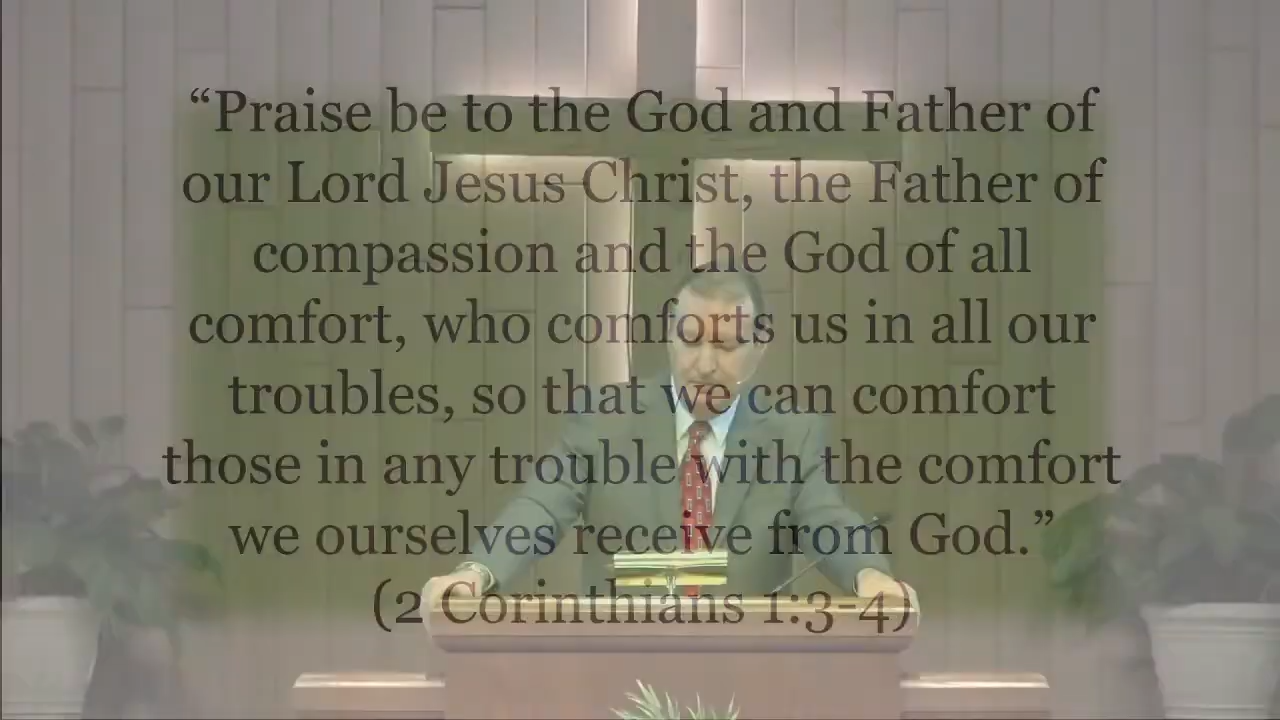 “Praise be to the God and Father of
our Lord Jesus Christ, the Father of
compassion and the God of all
comfort, who comforts us in all our
troubles, so that we can comfort
those in any trouble with the comfort
we ourselves receive from God.”
(2 Corinthians 1:3-4)